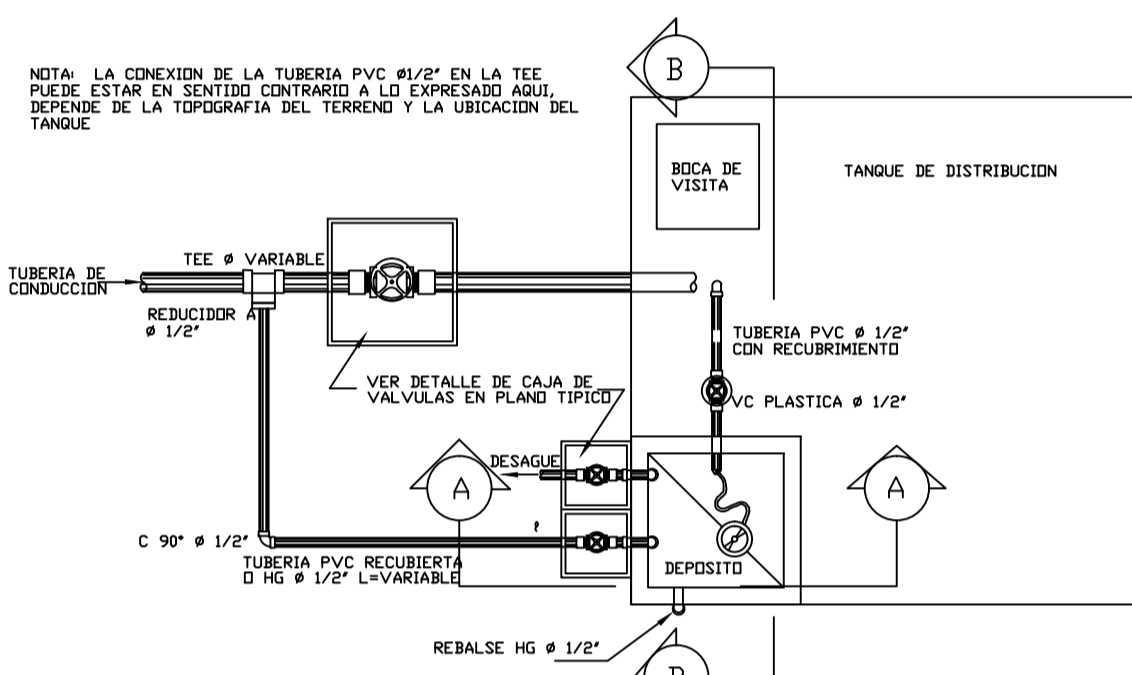 B
NOTA: LA CONEXION DE LA TUBERIA PVC Ø1/2" EN LA TEE
PUEDE ESTAR EN SENTIDO CONTRARIO A LO EXPRESADO AQUI,
DEPENDE DE LA TOPOGRAFIA DEL TERRENO Y LA UBICACION DEL
TANQUE
BOCA DE
VISITA
TANQUE DE DISTRIBUCION
TEE Ø VARIABLE
TUBERIA DE
CONDUCCION
REDUCIDOR A
Ø 1/2"
TUBERIA PVC Ø 1/2"
CON RECUBRIMIENTO
VER DETALLE DE CAJA DE
VALVULAS EN PLANO TIPICO
VC PLASTICA Ø 1/2"
DESAGUE
A
A
C 90° Ø 1/2"
TUBERIA PVC RECUBIERTA
O HG Ø 1/2" L=VARIABLE
DEPOSITO
REBALSE HG Ø 1/2"
B